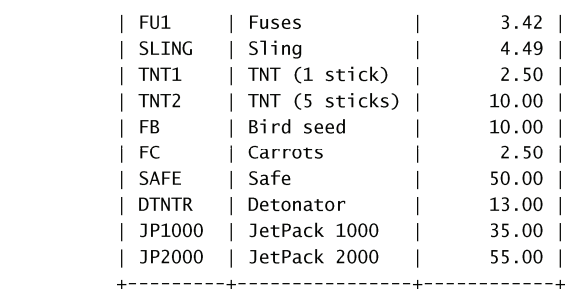 | FU1     | Fuses          |       3.42 |
| SLING   | Sling          |       4.49 |
| TNT1    | TNT (1 stick)  |       2.50 |
| TNT2    | TNT (5 sticks) |      10.00 |
| FB      | Bird seed      |      10.00 |
| FC      | Carrots        |       2.50 |
| SAFE    | Safe           |      50.00 |
| DTNTR   | Detonator      |      13.00 |
| JP1000  | JetPack 1000   |      35.00 |
| JP2000  | JetPack 2000   |      55.00 |
+---------+----------------+------------+